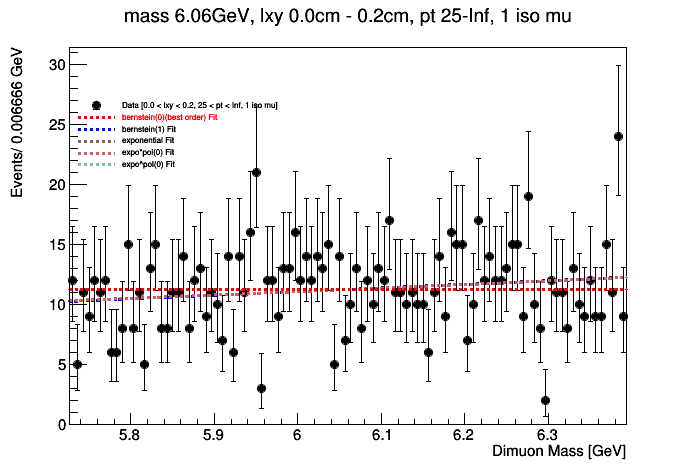 mass 6.06GeV, lxy 0.0cm - 0.2cm, pt 25-Inf, 1 iso mu
Events/ 0.006666 GeV
30
25
20
15
10
5
0
Data [0.0 < lxy < 0.2, 25 < pt < Inf, 1 iso mu]
bernstein(0)(best order) Fit
bernstein(1) Fit
exponential Fit
expo*pol(0) Fit
expo^pol(0) Fit
5.8 5.9 6 6.1 6.2 6.3
Dimuon Mass [GeV]